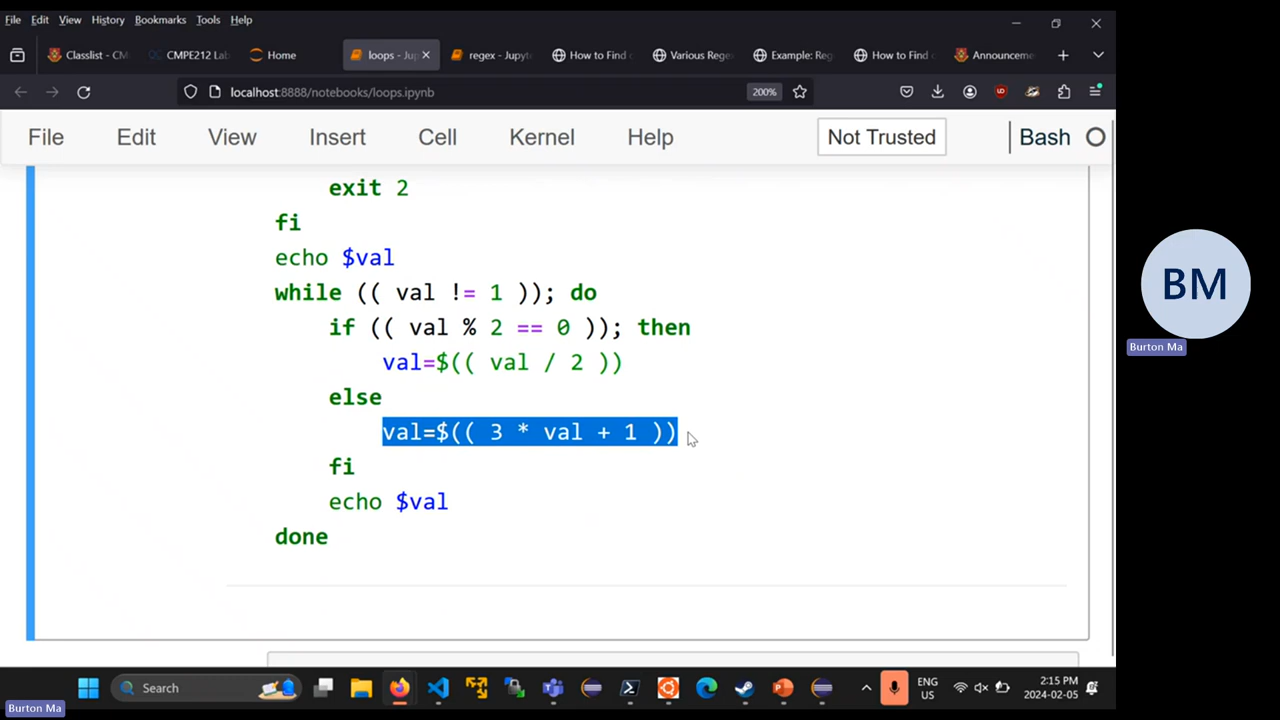 File Edit View History Bookmarks Tools Help
Classlist - CM CMPE212 Lab Home loops - Jup regex - Jupyt How to Find Various Reg Example: Reg How to Find Announceme
localhost:8888/notebooks/loops.ipynb 200%
File Edit View Insert Cell Kernel Help Not Trusted Bash
exit 2
fi
echo $val
while (( val != 1 )); do
if (( val % 2 == 0 )); then
val=$(( val / 2 ))
else
val=$(( 3 * val + 1 ))
fi
echo $val
done
BM
Burton Ma
Search
ENG
US
2:15 PM
2024-02-05
Burton Ma